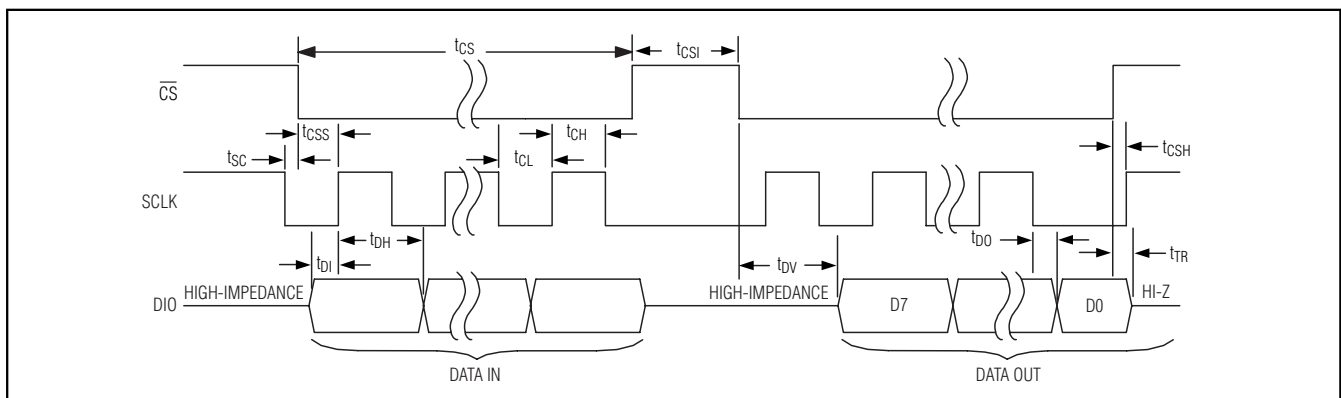 tCS
tCSI
CS
tCSS
tCH
tSC
tCL
tCSH
SCLK
tDH
tDO
tDI
tDV
tTR
HIGH-IMPEDANCE
HIGH-IMPEDANCE
HI-Z
DIO
D7
D0
DATA IN
DATA OUT